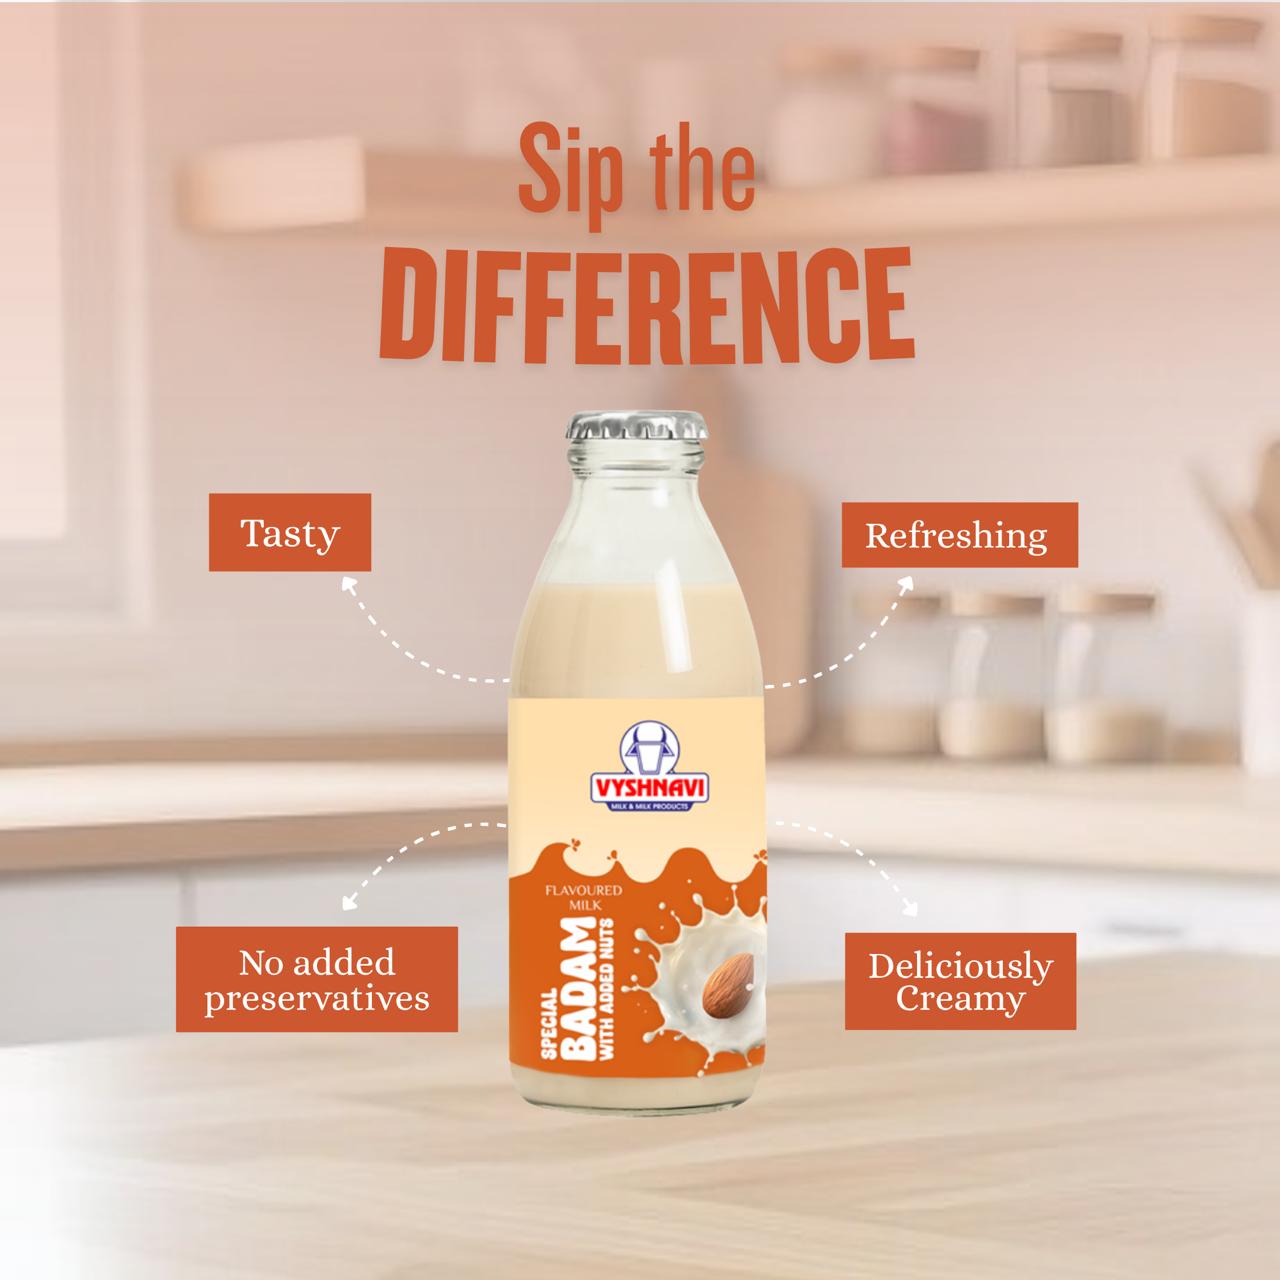 Sip the
DIFFERENCE
Tasty
Refreshing
VYSHNAVI
MILK & MILK PRODUCTS
FLAVOURED
MILK
SPECIAL
BADAM
WITH ADDED NUTS
No added
preservatives
Deliciously
Creamy